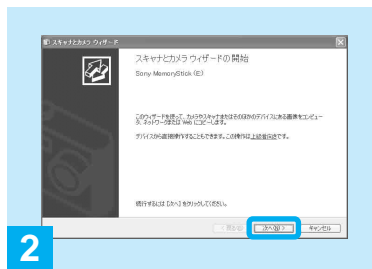 スキャナとカメラ ウィザード
スキャナとカメラ ウィザードの開始
Sony MemoryStick (E)
このウィザードを使って、カメラやスキャナまたはそのほかのデバイスにある画像をコンピュー
タ、ネットワークまたは Web にコピーします。
デバイスから直接操作することもできます。この操作は上級者向きです。
続行するには [次へ] をクリックしてください。
< 戻る(B) 次へ(N) > キャンセル
2